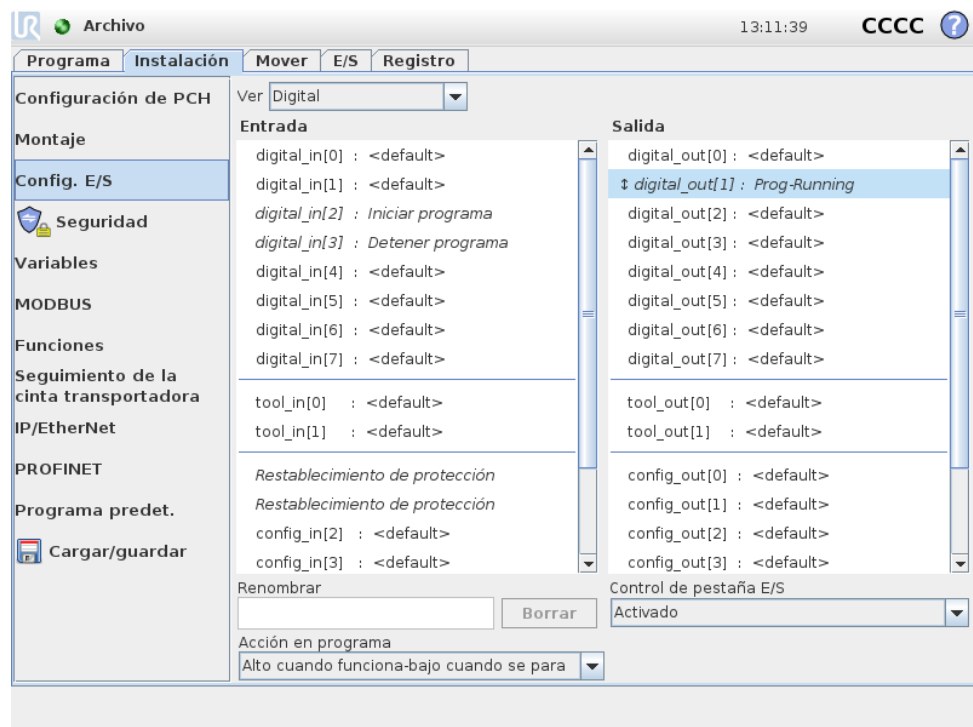 UR Archivo 13:11:39 CCCC ?
Programa Instalación Mover E/S Registro
Configuración de PCH
Montaje
Config. E/S
Seguridad
Variables
MODBUS
Funciones
Seguimiento de la
cinta transportadora
IP/EtherNet
PROFINET
Programa predet.
Cargar/guardar
Ver Digital
Entrada
digital_in[0] : <default>
digital_in[1] : <default>
digital_in[2] : Iniciar programa
digital_in[3] : Detener programa
digital_in[4] : <default>
digital_in[5] : <default>
digital_in[6] : <default>
digital_in[7] : <default>
tool_in[0] : <default>
tool_in[1] : <default>
Restablecimiento de protección
Restablecimiento de protección
config_in[2] : <default>
config_in[3] : <default>
Salida
digital_out[0] : <default>
↕ digital_out[1] : Prog-Running
digital_out[2] : <default>
digital_out[3] : <default>
digital_out[4] : <default>
digital_out[5] : <default>
digital_out[6] : <default>
digital_out[7] : <default>
tool_out[0] : <default>
tool_out[1] : <default>
config_out[0] : <default>
config_out[1] : <default>
config_out[2] : <default>
config_out[3] : <default>
Renombrar
Borrar
Acción en programa
Alto cuando funciona-bajo cuando se para
Control de pestaña E/S
Activado